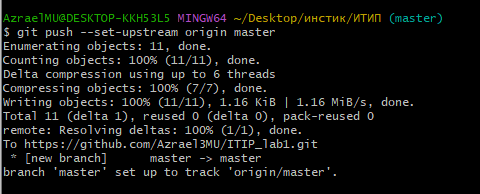 AzraelMU@DESKTOP-KKH53L5 MINGW64 ~/Desktop/инстик/ИТИП (master)
$ git push --set-upstream origin master
Enumerating objects: 11, done.
Counting objects: 100% (11/11), done.
Delta compression using up to 6 threads
Compressing objects: 100% (7/7), done.
Writing objects: 100% (11/11), 1.16 KiB | 1.16 MiB/s, done.
Total 11 (delta 1), reused 0 (delta 0), pack-reused 0
remote: Resolving deltas: 100% (1/1), done.
To https://github.com/Azrael3MU/ITIP_lab1.git
 * [new branch]      master -> master
branch 'master' set up to track 'origin/master'.